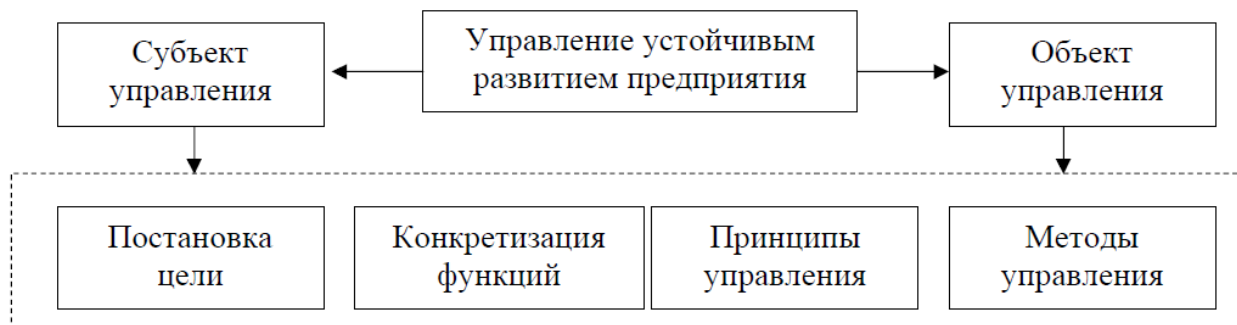 Субъект
управления
Управление устойчивым
развитием предприятия
Объект
управления
Постановка
цели
Конкретизация
функций
Принципы
управления
Методы
управления